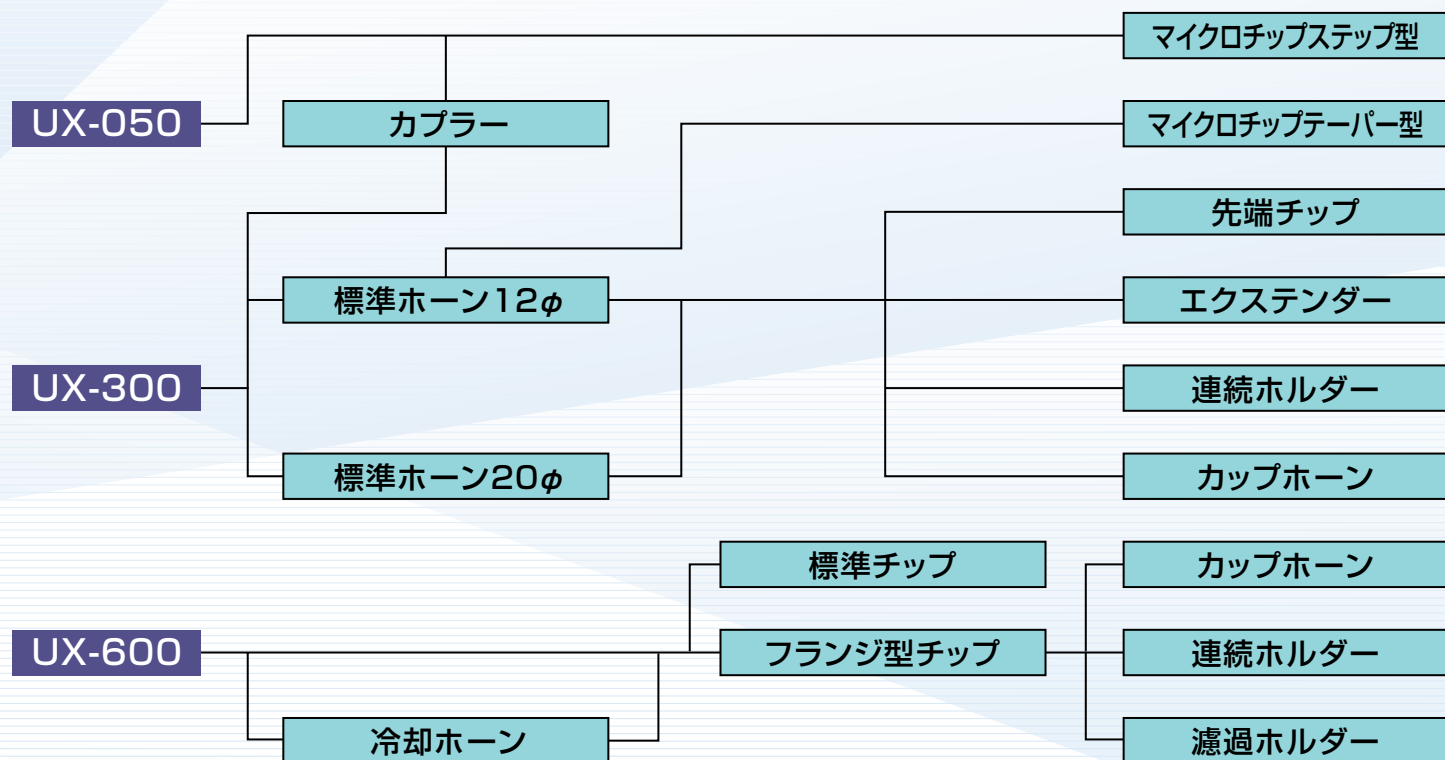 マイクロチップステップ型
UX-050
カプラー
マイクロチップテーパー型
先端チップ
標準ホーン12φ
エクステンダー
UX-300
連続ホルダー
標準ホーン20φ
カップホーン
標準チップ
カップホーン
UX-600
フランジ型チップ
連続ホルダー
冷却ホーン
濾過ホルダー